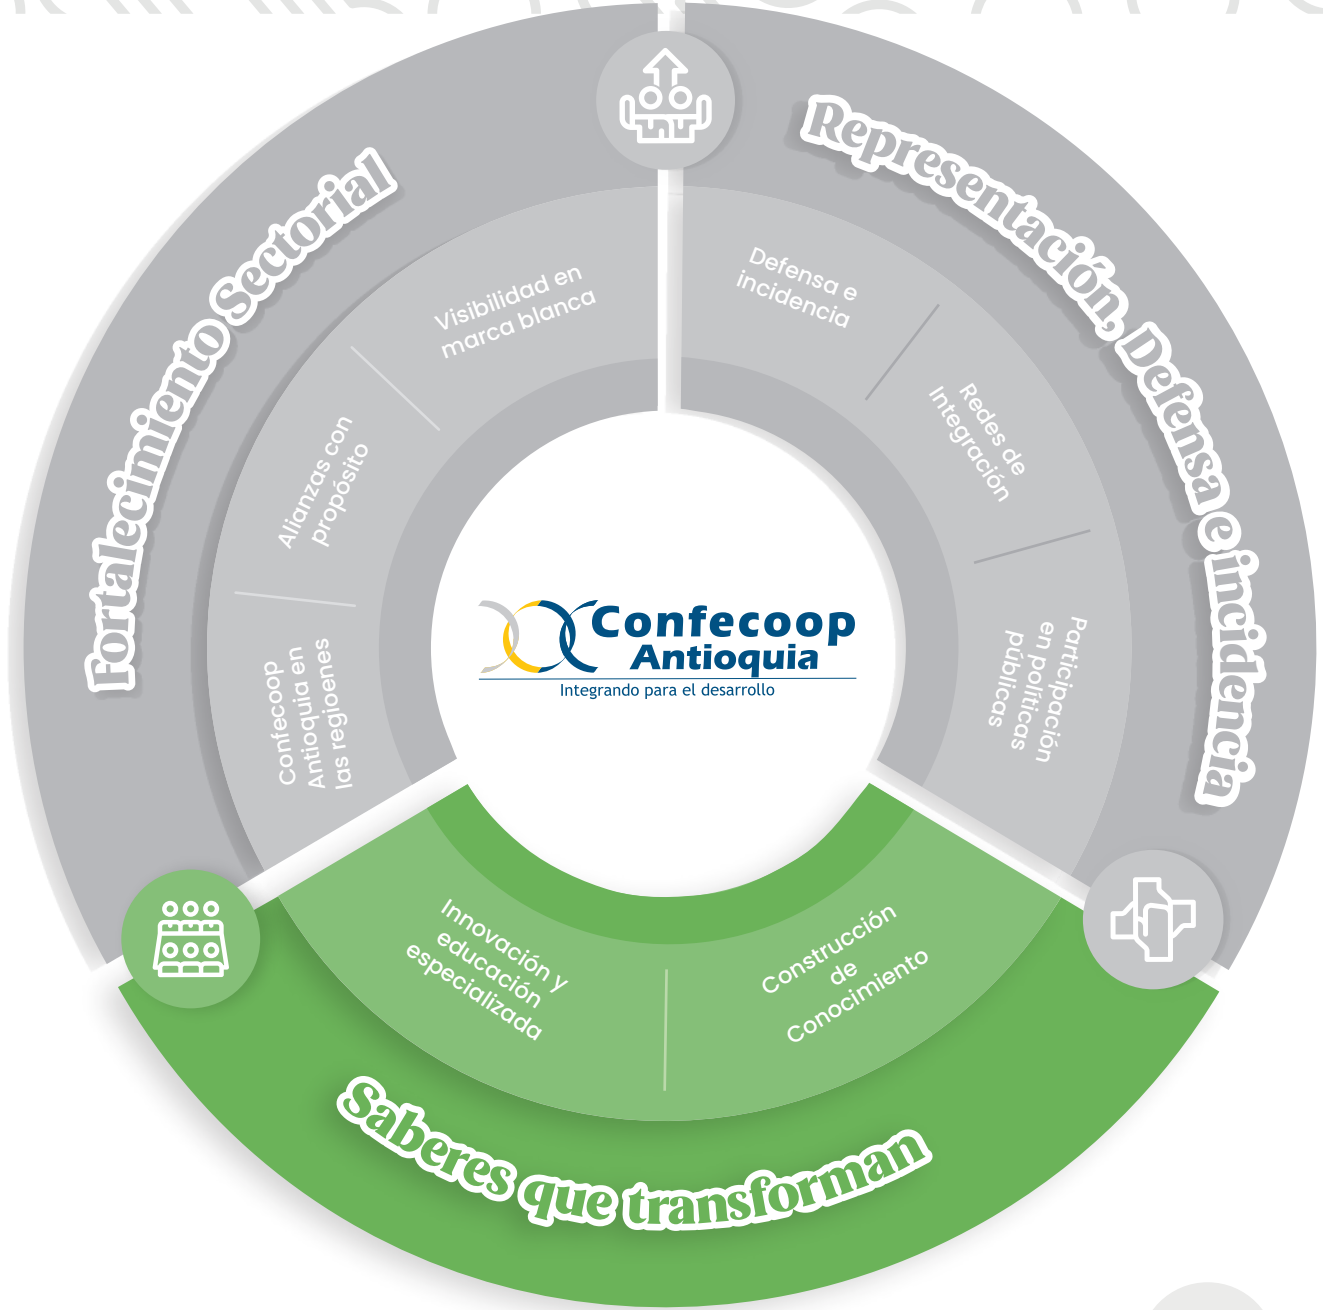 Fortalecimiento Sectorial
Representación, Defensa e incidencia
Visibilidad en
marca blanca
Alianzas con
propósito
Confecoop
Antioquia en
las regioenes
Defensa e
incidencia
Redes de
Integración
Participación
en políticas
públicas
Confecoop
Antioquia
Integrando para el desarrollo
Innovación y
educación
especializada
Construcción
de
Conocimiento
Saberes que transforman